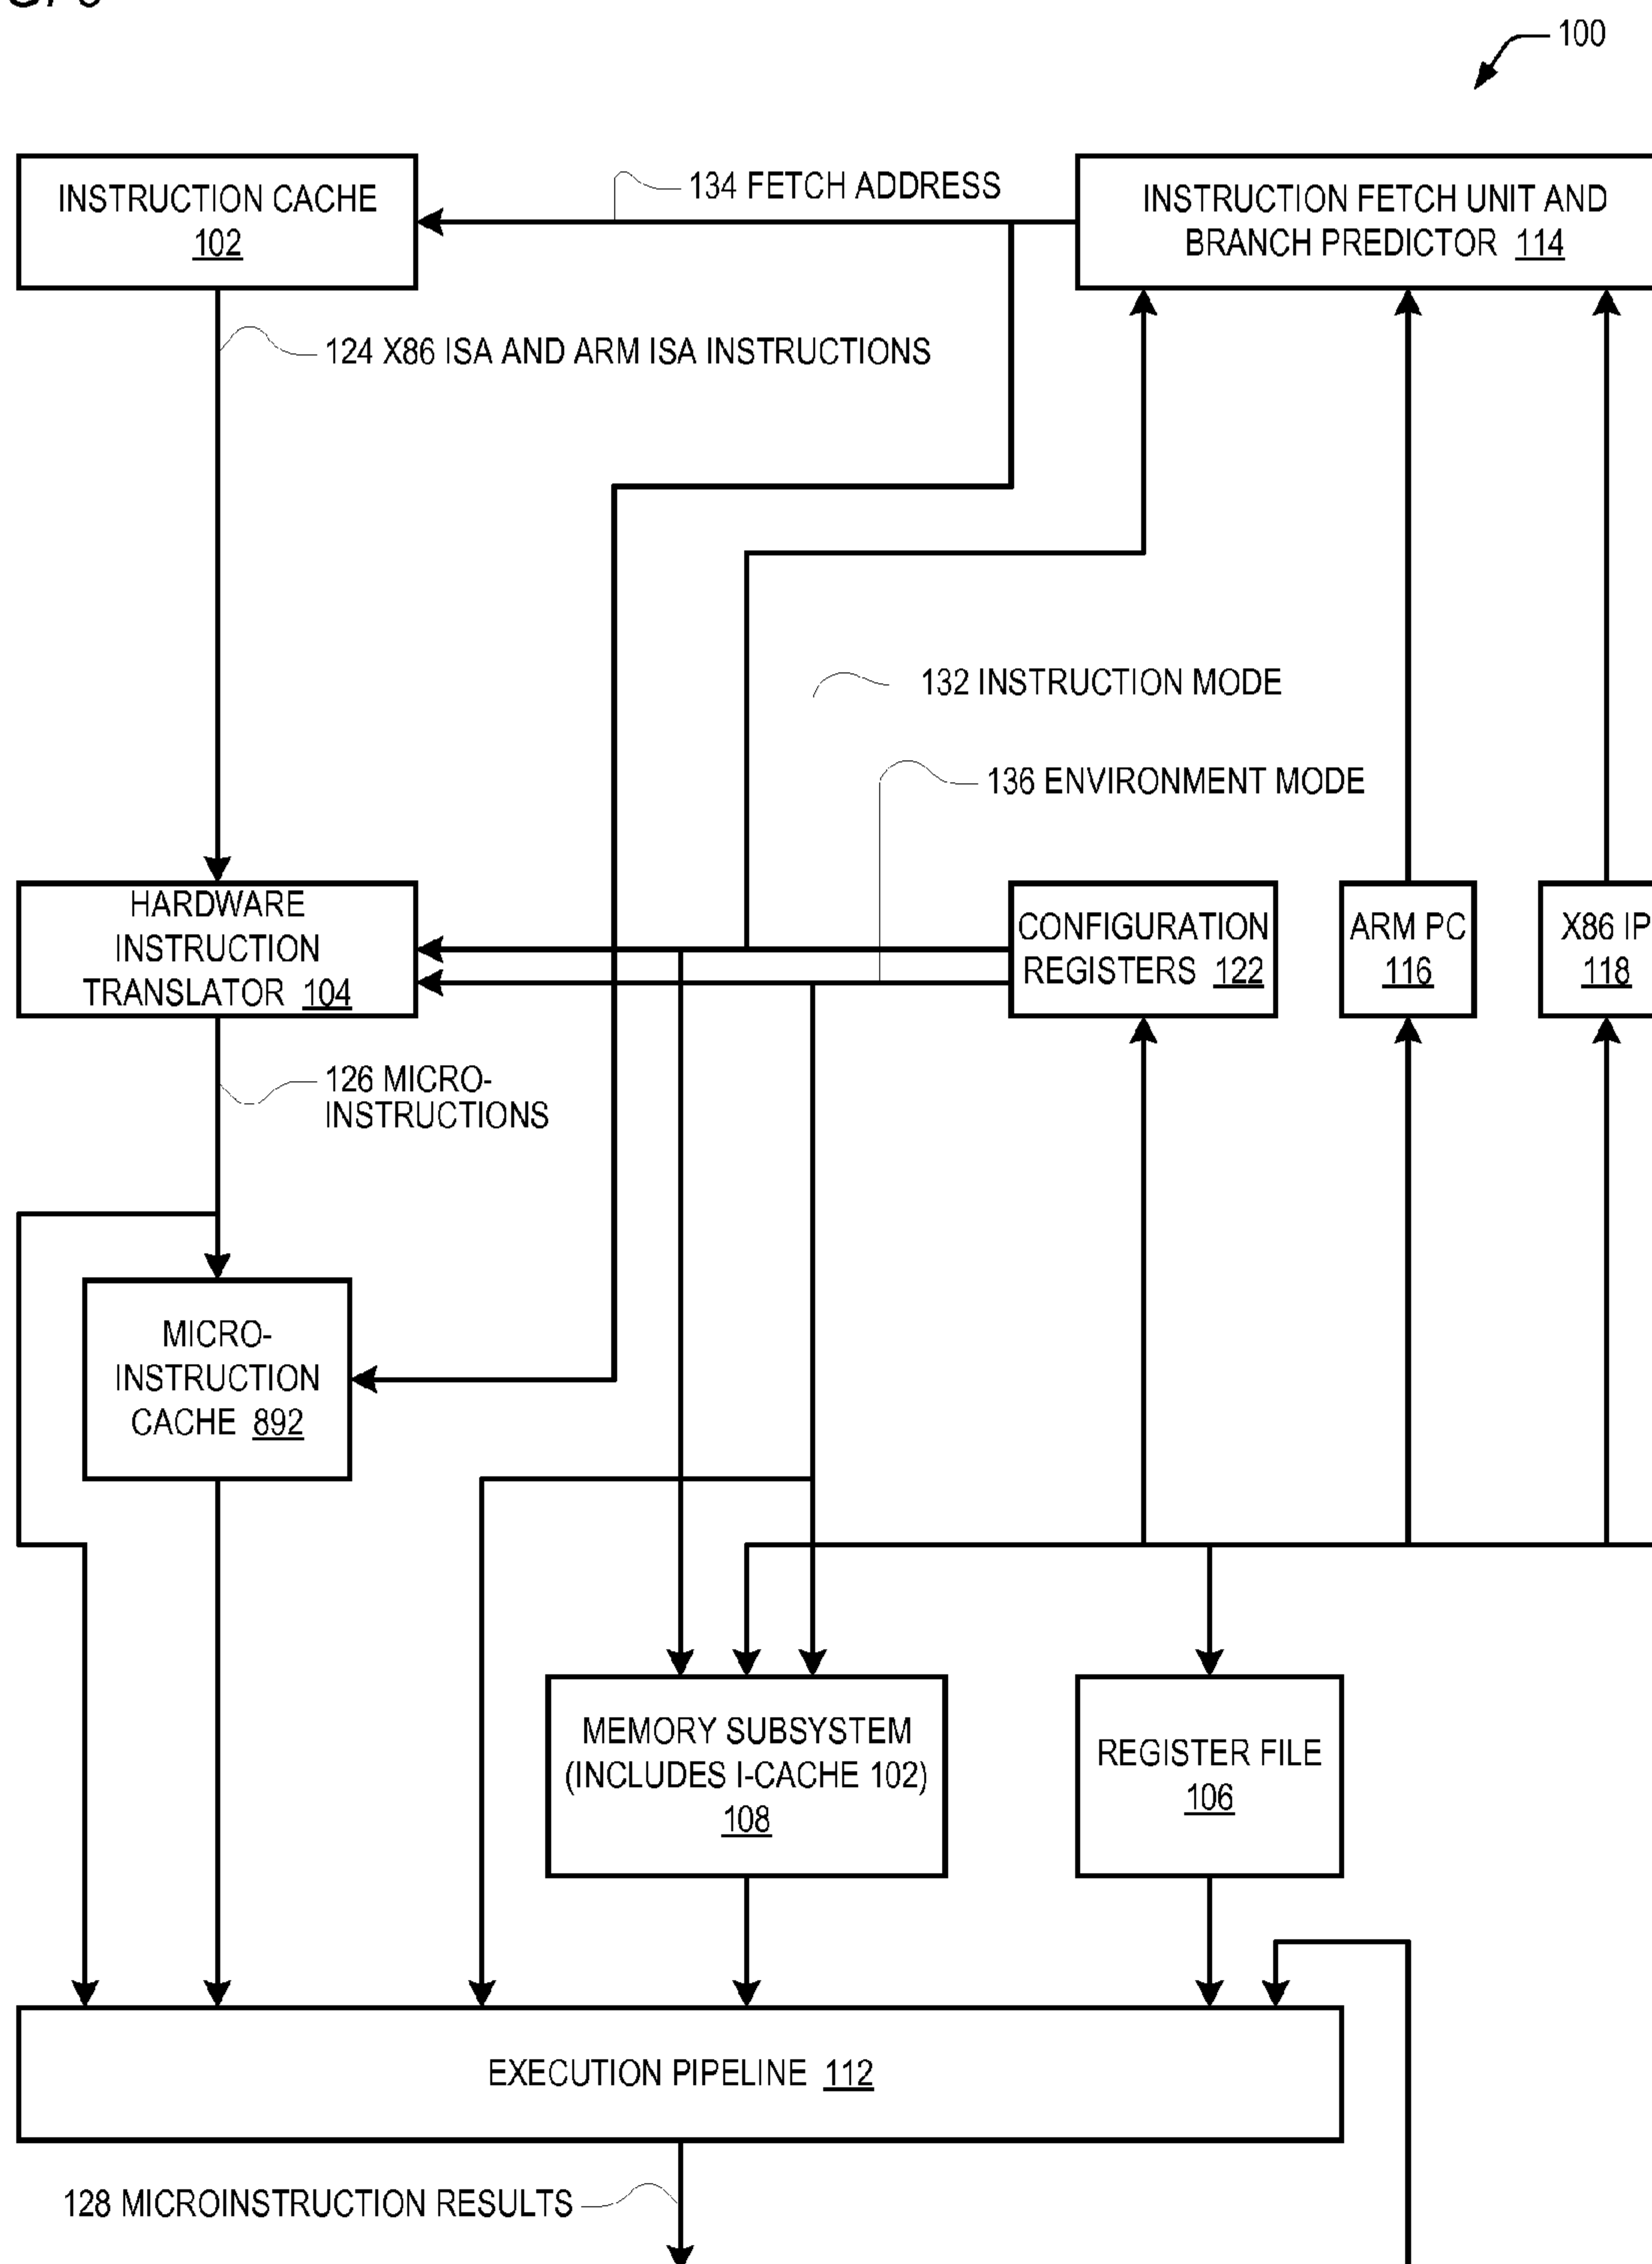 100
INSTRUCTION CACHE
102
134 FETCH ADDRESS
INSTRUCTION FETCH UNIT AND
BRANCH PREDICTOR 114
124 X86 ISA AND ARM ISA INSTRUCTIONS
132 INSTRUCTION MODE
136 ENVIRONMENT MODE
HARDWARE
INSTRUCTION
TRANSLATOR 104
CONFIGURATION
REGISTERS 122
ARM PC
116
X86 IP
118
126 MICRO-
INSTRUCTIONS
MICRO-
INSTRUCTION
CACHE 892
MEMORY SUBSYSTEM
(INCLUDES I-CACHE 102)
108
REGISTER FILE
106
EXECUTION PIPELINE 112
128 MICROINSTRUCTION RESULTS